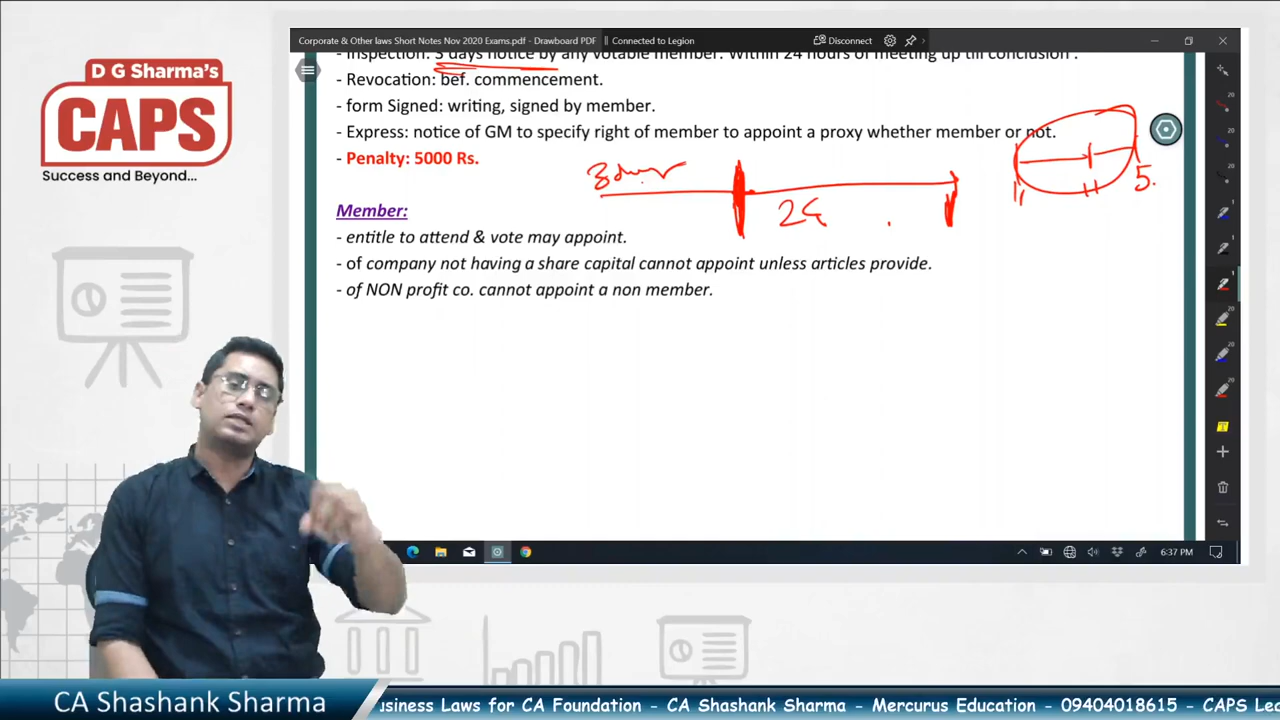 D G Sharma's
CAPS
Success and Beyond...
Corporate & Other laws Short Notes Nov 2020 Exams.pdf - Drawboard PDF
Connected to Legion
Disconnect
- Inspection: 3 days notice by any votable member. Within 24 hours of meeting up till conclusion .
- Revocation: bef. commencement.
- form Signed: writing, signed by member.
- Express: notice of GM to specify right of member to appoint a proxy whether member or not.
- Penalty: 5000 Rs.
24
5.
Member:
- entitle to attend & vote may appoint.
- of company not having a share capital cannot appoint unless articles provide.
- of NON profit co. cannot appoint a non member.
6:37 PM
CA Shashank Sharma
usiness Laws for CA Foundation - CA Shashank Sharma - Mercurus Education - 09404018615 - CAPS Lec